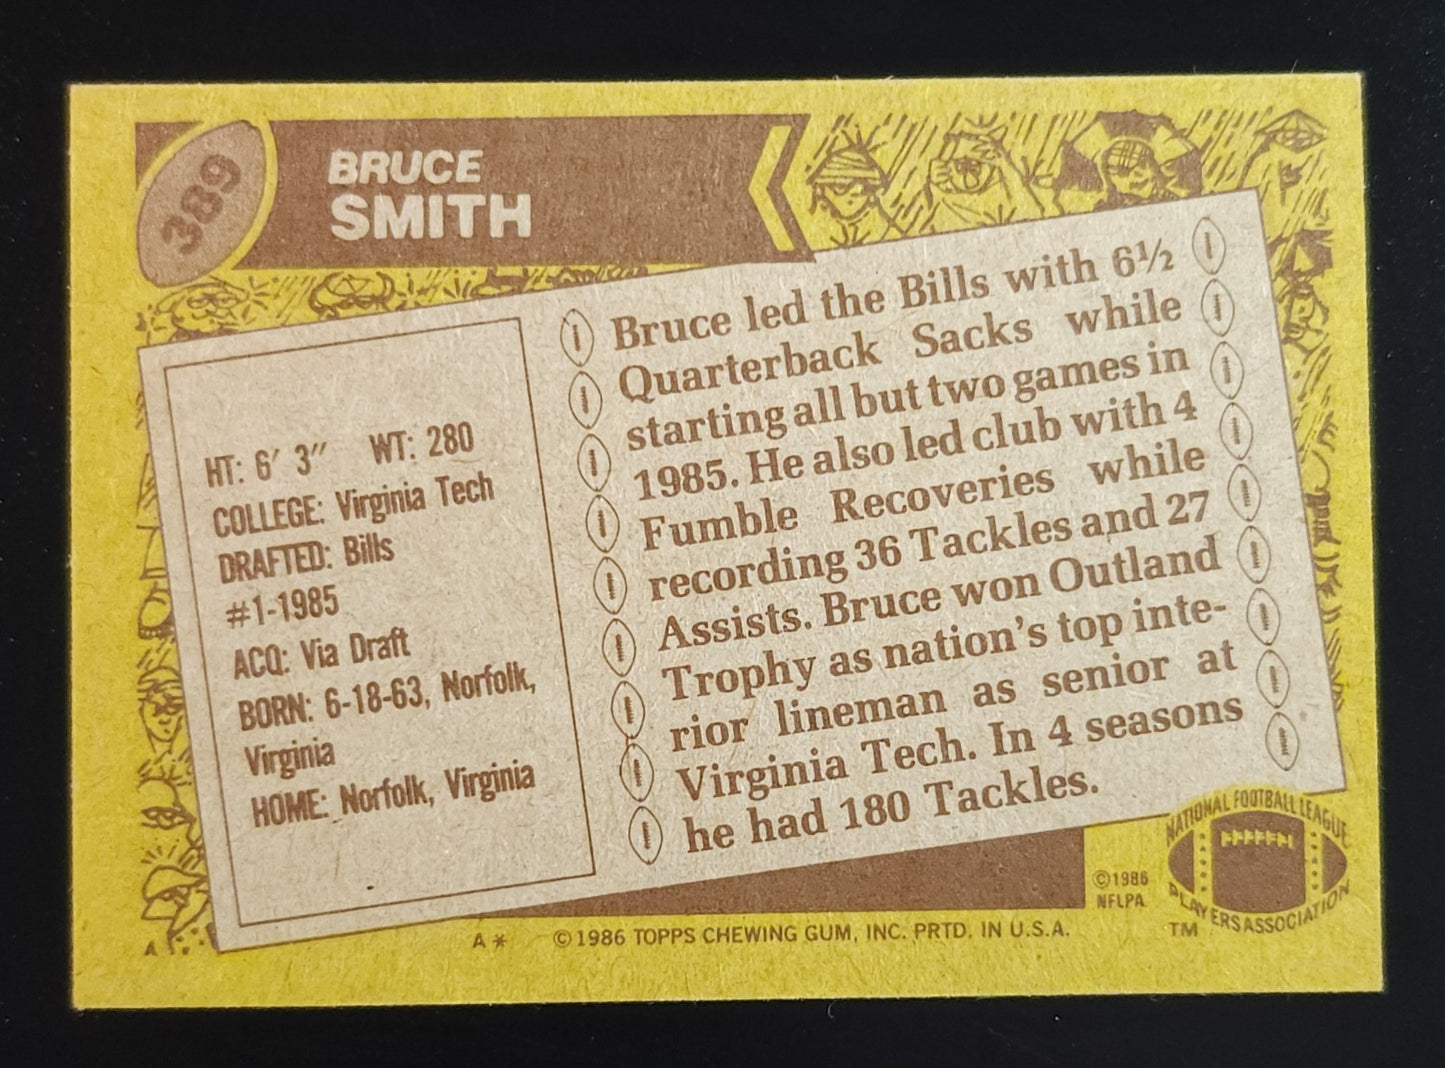 389
BRUCE
SMITH
HT: 6′ 3″ WT: 280
COLLEGE: Virginia Tech
DRAFTED: Bills
#1-1985
ACQ: Via Draft
BORN: 6-18-63, Norfolk,
Virginia
HOME: Norfolk, Virginia
Bruce led the Bills with 6½
Quarterback Sacks while
starting all but two games in
1985. He also led club with 4
Fumble Recoveries while
recording 36 Tackles and 27
Assists. Bruce won Outland
Trophy as nation's top inte-
rior lineman as senior at
Virginia Tech. In 4 seasons
he had 180 Tackles.
NATIONAL FOOTBALL LEAGUE
PLAYERS ASSOCIATION
TM
©1986
NFLPA
A
A* ©1986 TOPPS CHEWING GUM, INC. PRTD. IN U.S.A.